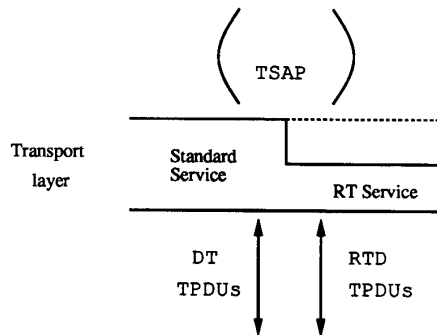 TSAP
Transport
layer
Standard
Service
RT Service
DT
TPDUs
RTD
TPDUs